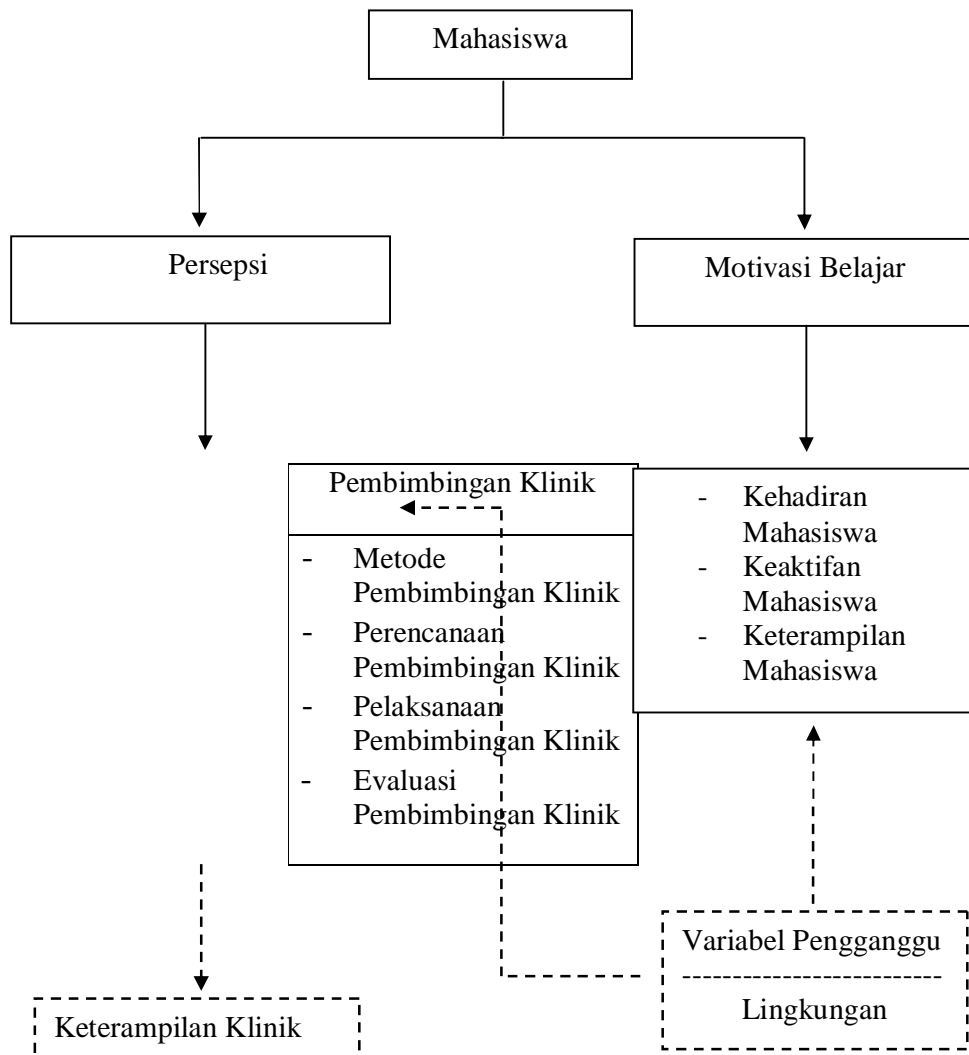 Mahasiswa
Persepsi
Motivasi Belajar
Pembimbingan Klinik
- Metode
Pembimbingan Klinik
- Perencanaan
Pembimbingan Klinik
- Pelaksanaan
Pembimbingan Klinik
- Evaluasi
Pembimbingan Klinik
- Kehadiran
Mahasiswa
- Keaktifan
Mahasiswa
- Keterampilan
Mahasiswa
Variabel Pengganggu
Lingkungan
Keterampilan Klinik